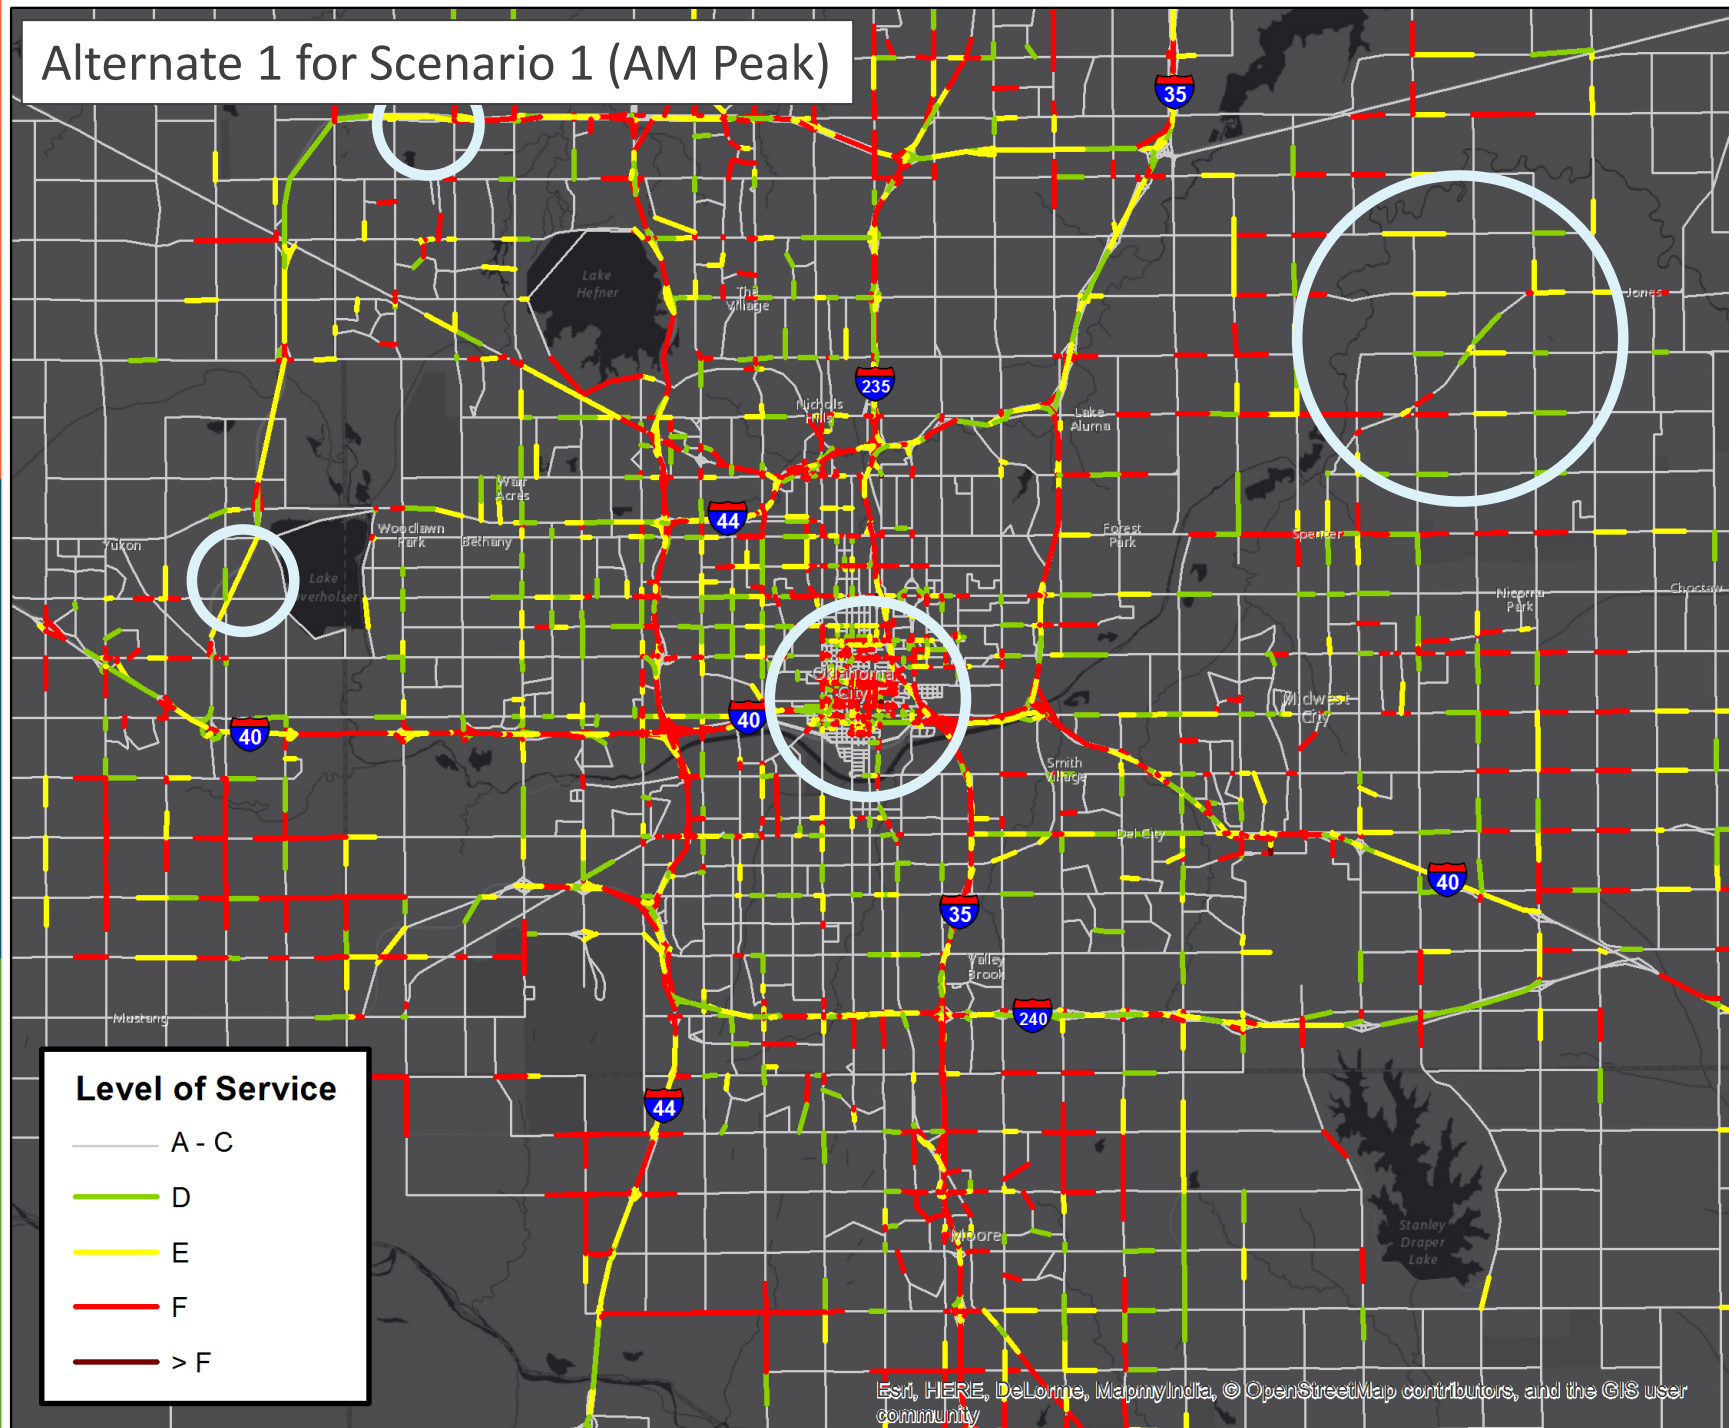 Alternate 1 for Scenario 1 (AM Peak)
35
Lake
Hefner
The
Village
Jones
235
Nichols
Hills
Lake
Aluma
Warr
Acres
44
Woodlawn
Park
Bethany
Yukon
Forest
Park
Spencer
Lake
verholser
Nicoma
Park
Choctaw
Oklahoma
City
Midwest
City
40
40
Smith
Village
Del City
40
35
Valley
Brook
Mustang
240
Level of Service
A - C
D
E
F
> F
44
Moore
Stanley
Draper
Lake
Esri, HERE, DeLorme, MapmyIndia, © OpenStreetMap contributors, and the GIS user
community